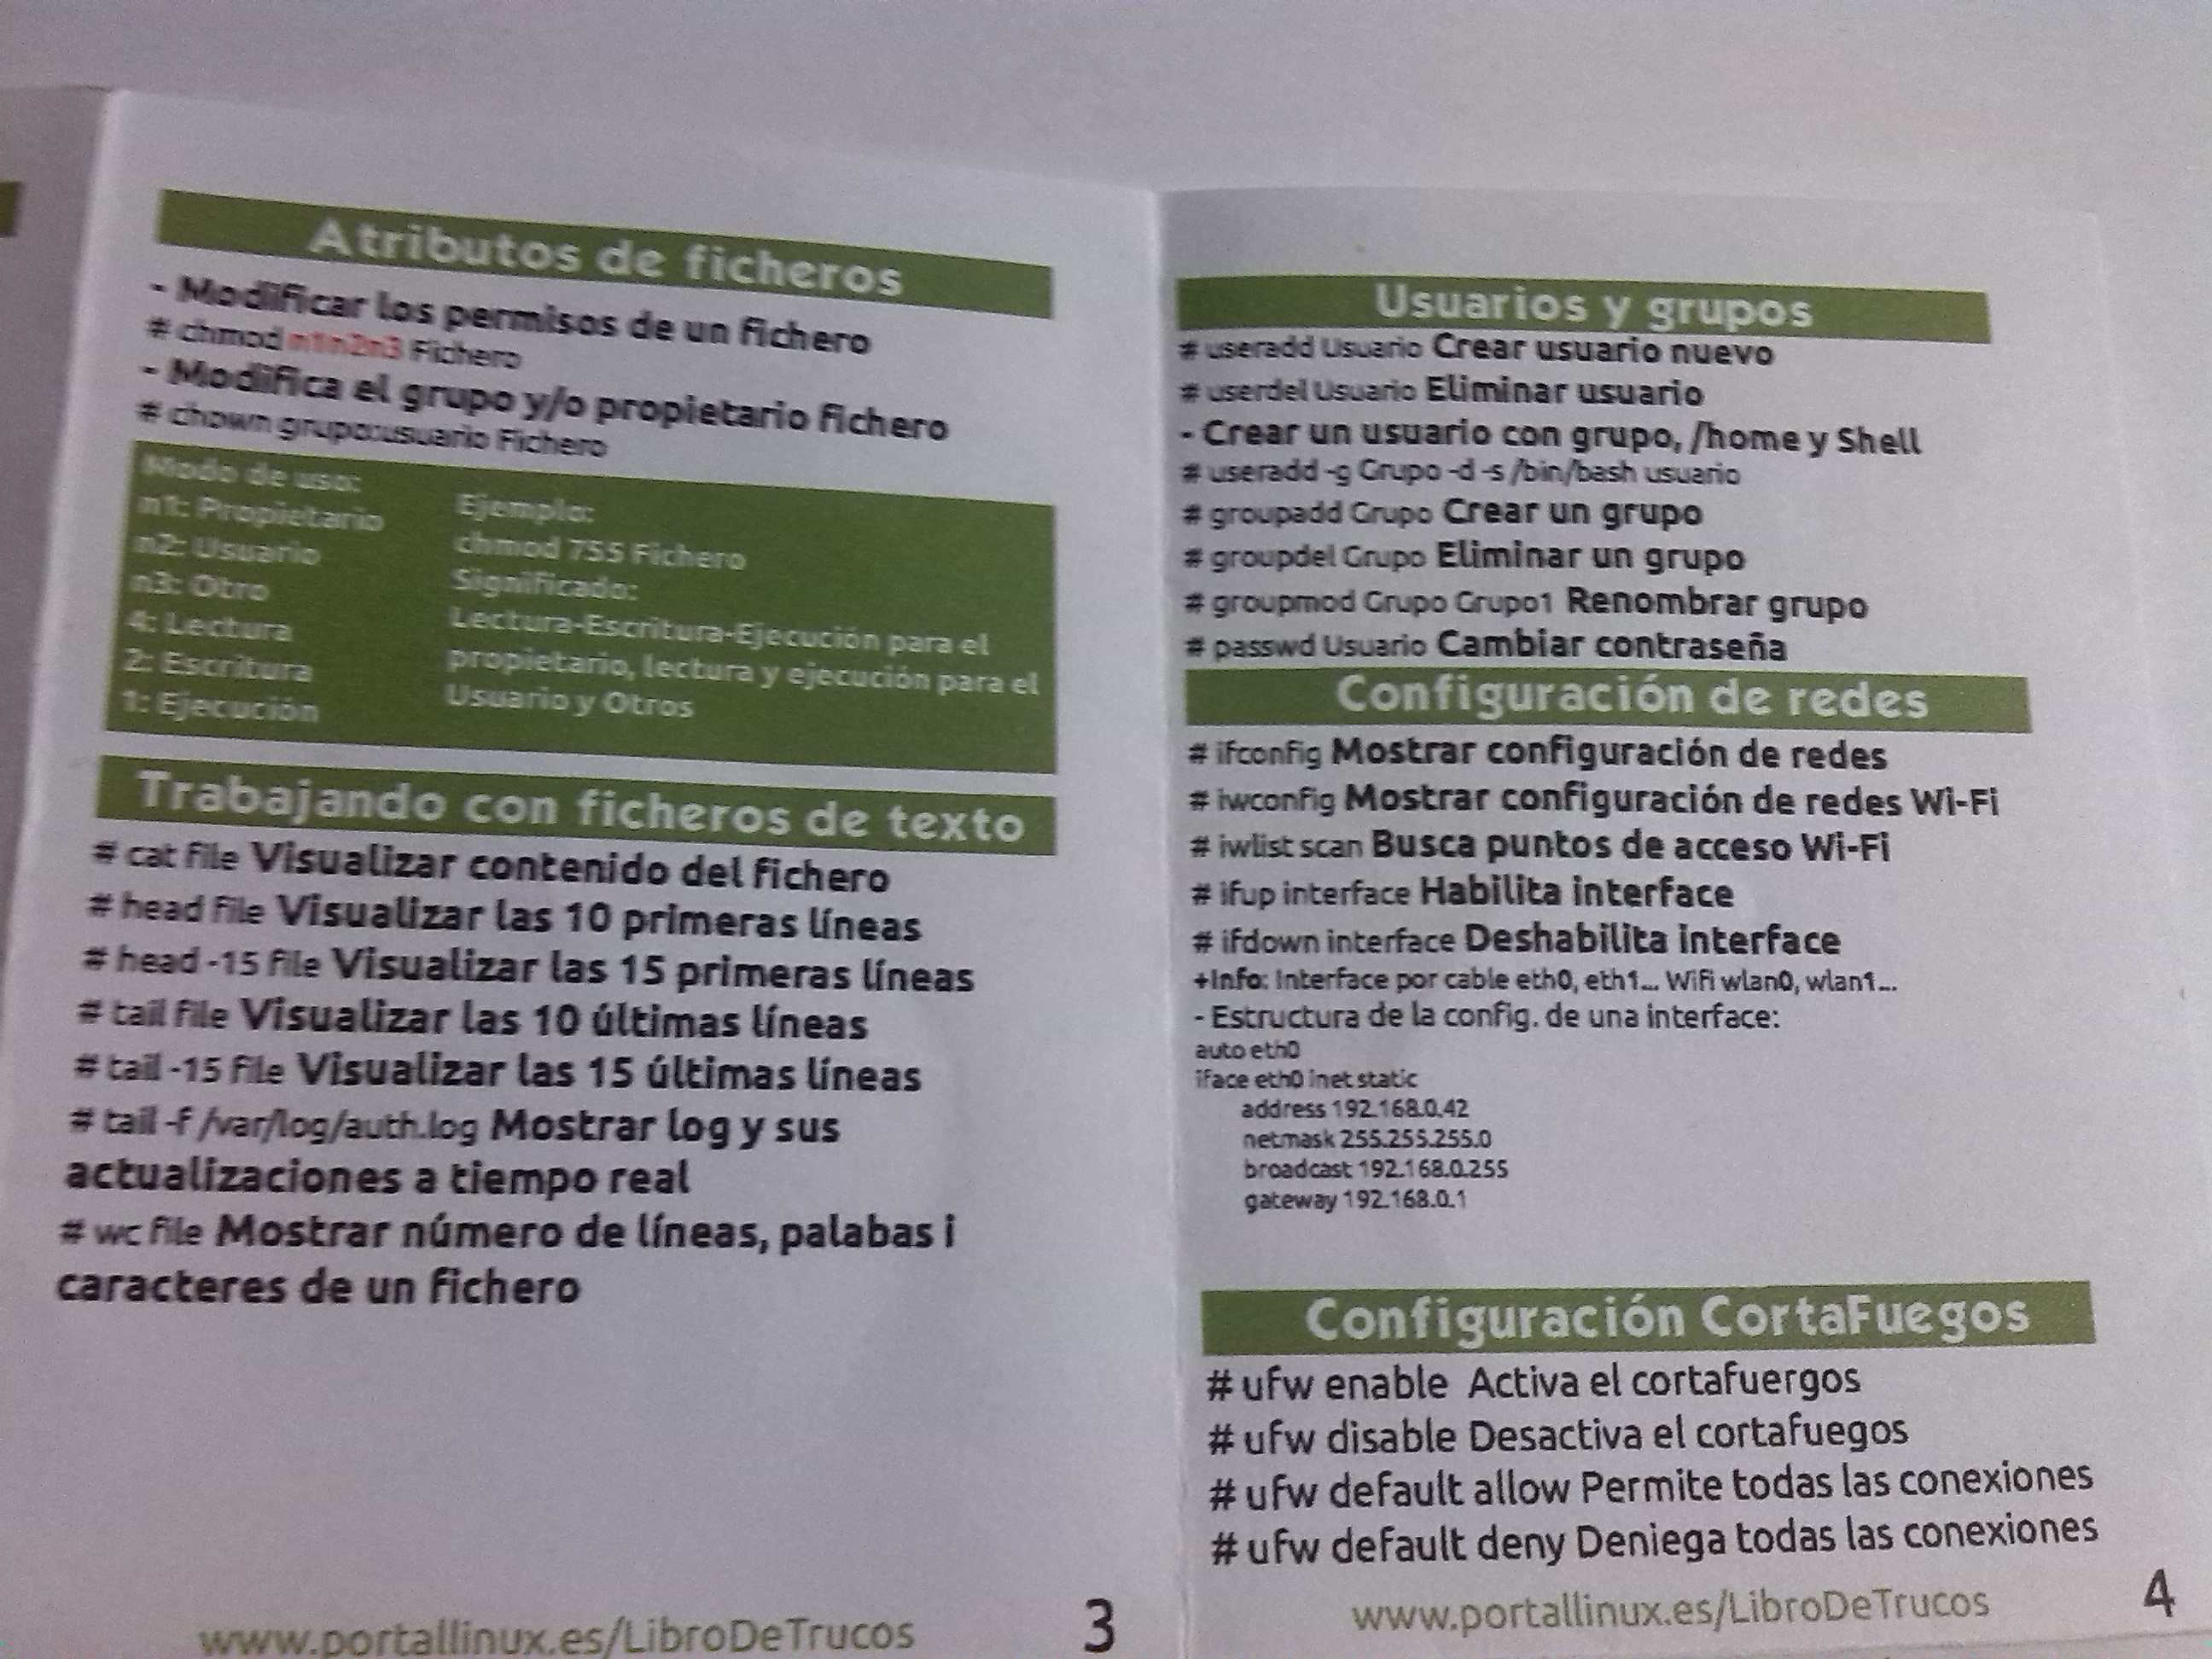 Atributos de ficheros
- Modificar los permisos de un fichero
# chmod n1n2n3 Fichero
- Modifica el grupo y/o propietario fichero
# chown grupo:usuario Fichero
Modo de uso:
n1: Propietario
n2: Usuario
n3: Otro
4: Lectura
2: Escritura
1: Ejecución
Ejemplo:
chmod 755 Fichero
Significado:
Lectura-Escritura-Ejecución para el
propietario, lectura y ejecución para el
Usuario y Otros
Trabajando con ficheros de texto
# cat file Visualizar contenido del fichero
# head file Visualizar las 10 primeras líneas
# head -15 file Visualizar las 15 primeras líneas
# tail file Visualizar las 10 últimas líneas
# tail -15 file Visualizar las 15 últimas líneas
# tail -f /var/log/auth.log Mostrar log y sus
actualizaciones a tiempo real
# wc file Mostrar número de líneas, palabas i
caracteres de un fichero
www.portallinux.es/LibroDeTrucos
3
Usuarios y grupos
# useradd Usuario Crear usuario nuevo
# userdel Usuario Eliminar usuario
- Crear un usuario con grupo, /home y Shell
# useradd -g Grupo -d -s /bin/bash usuario
# groupadd Grupo Crear un grupo
# groupdel Grupo Eliminar un grupo
# groupmod Grupo Grupo1 Renombrar grupo
# passwd Usuario Cambiar contraseña
Configuración de redes
# ifconfig Mostrar configuración de redes
# iwconfig Mostrar configuración de redes Wi-Fi
# iwlist scan Busca puntos de acceso Wi-Fi
# ifup interface Habilita interface
# ifdown interface Deshabilita interface
+Info: Interface por cable eth0, eth1... Wifi wlan0, wlan1...
- Estructura de la config. de una interface:
auto eth0
iface eth0 inet static
address 192.168.0.42
netmask 255.255.255.0
broadcast 192.168.0.255
gateway 192.168.0.1
Configuración CortaFuegos
# ufw enable Activa el cortafuergos
# ufw disable Desactiva el cortafuegos
# ufw default allow Permite todas las conexiones
# ufw default deny Deniega todas las conexiones
www.portallinux.es/LibroDeTrucos
4